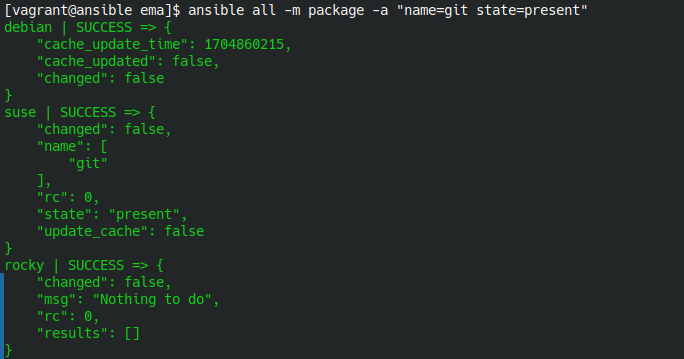 [vagrant@ansible ema]$ ansible all -m package -a "name=git state=present"
debian | SUCCESS => {
    "cache_update_time": 1704860215,
    "cache_updated": false,
    "changed": false
}
suse | SUCCESS => {
    "changed": false,
    "name": [
        "git"
    ],
    "rc": 0,
    "state": "present",
    "update_cache": false
}
rocky | SUCCESS => {
    "changed": false,
    "msg": "Nothing to do",
    "rc": 0,
    "results": []
}